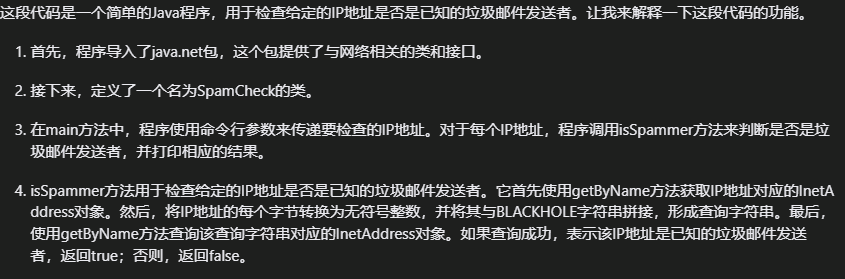 这段代码是一个简单的Java程序，用于检查给定的IP地址是否是已知的垃圾邮件发送者。让我来解释一下这段代码的功能。
1. 首先，程序导入了java.net包，这个包提供了与网络相关的类和接口。
2. 接下来，定义了一个名为SpamCheck的类。
3. 在main方法中，程序使用命令行参数来传递要检查的IP地址。对于每个IP地址，程序调用isSpammer方法来判断是否是垃
圾邮件发送者，并打印相应的结果。
4. isSpammer方法用于检查给定的IP地址是否是已知的垃圾邮件发送者。它首先使用getByName方法获取IP地址对应的InetA
ddress对象。然后，将IP地址的每个字节转换为无符号整数，并将其与BLACKHOLE字符串拼接，形成查询字符串。最后，
使用getByName方法查询该查询字符串对应的InetAddress对象。如果查询成功，表示该IP地址是已知的垃圾邮件发送
者，返回true；否则，返回false。